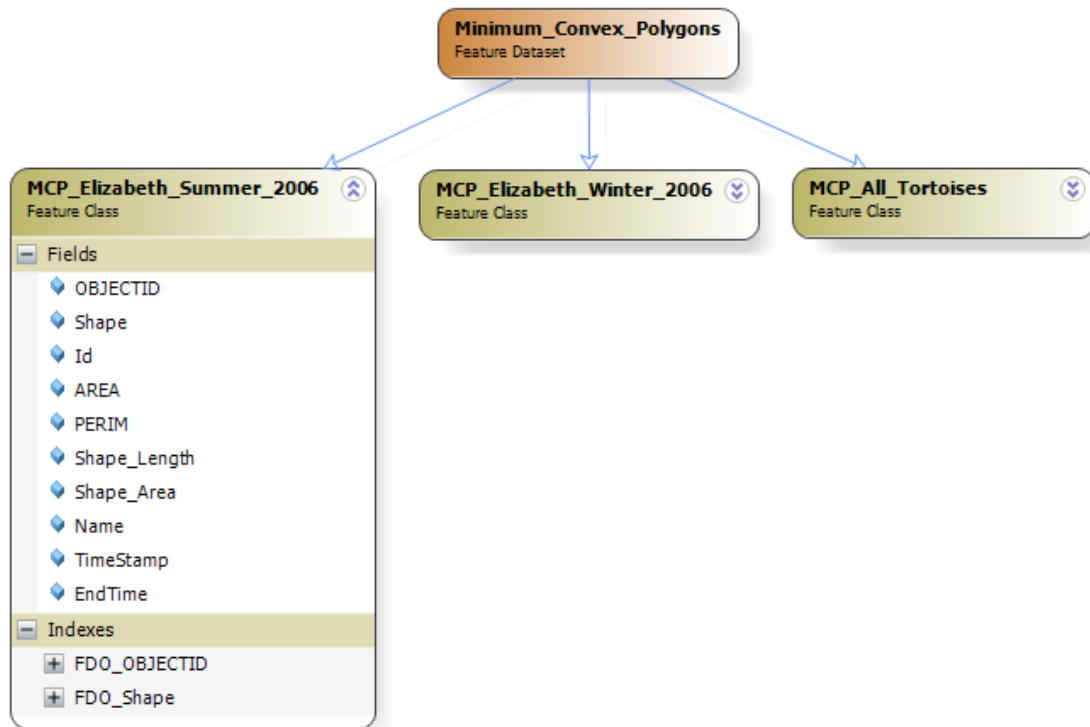 Minimum_Convex_Polygons
Feature Dataset
MCP_Elizabeth_Summer_2006
Feature Class
MCP_Elizabeth_Winter_2006
Feature Class
MCP_All_Tortoises
Feature Class
Fields
OBJECTID
Shape
Id
AREA
PERIM
Shape_Length
Shape_Area
Name
TimeStamp
EndTime
Indexes
FDO_OBJECTID
FDO_Shape